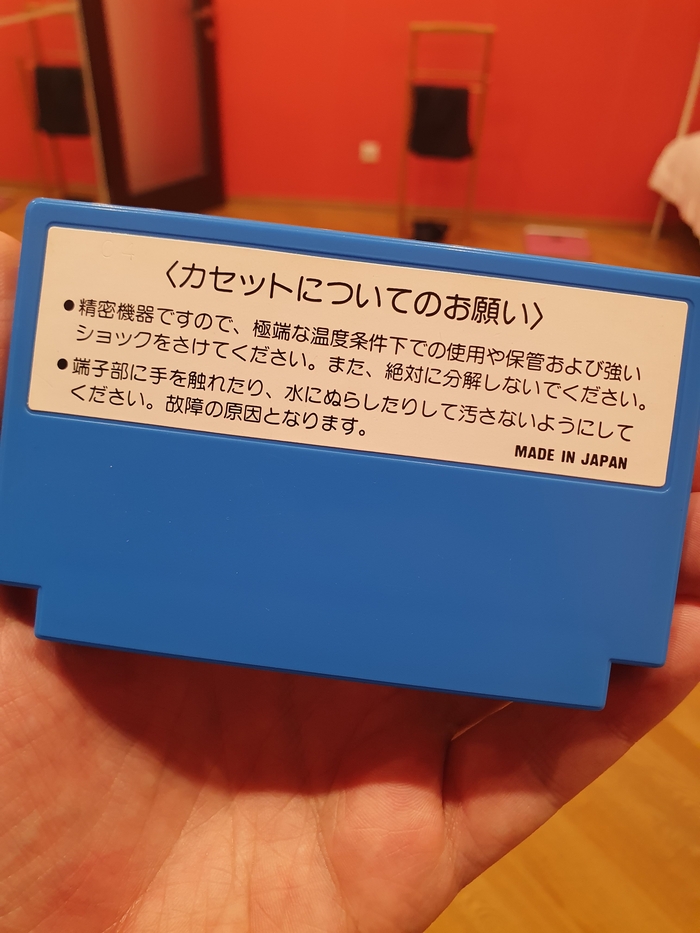 〈カセットについてのお願い〉
●精密機器ですので、極端な温度条件下での使用や保管および強い
ショックをさけてください。また、絶対に分解しないでください。
●端子部に手を触れたり、水にぬらしたりして汚さないようにして
ください。故障の原因となります。
MADE IN JAPAN